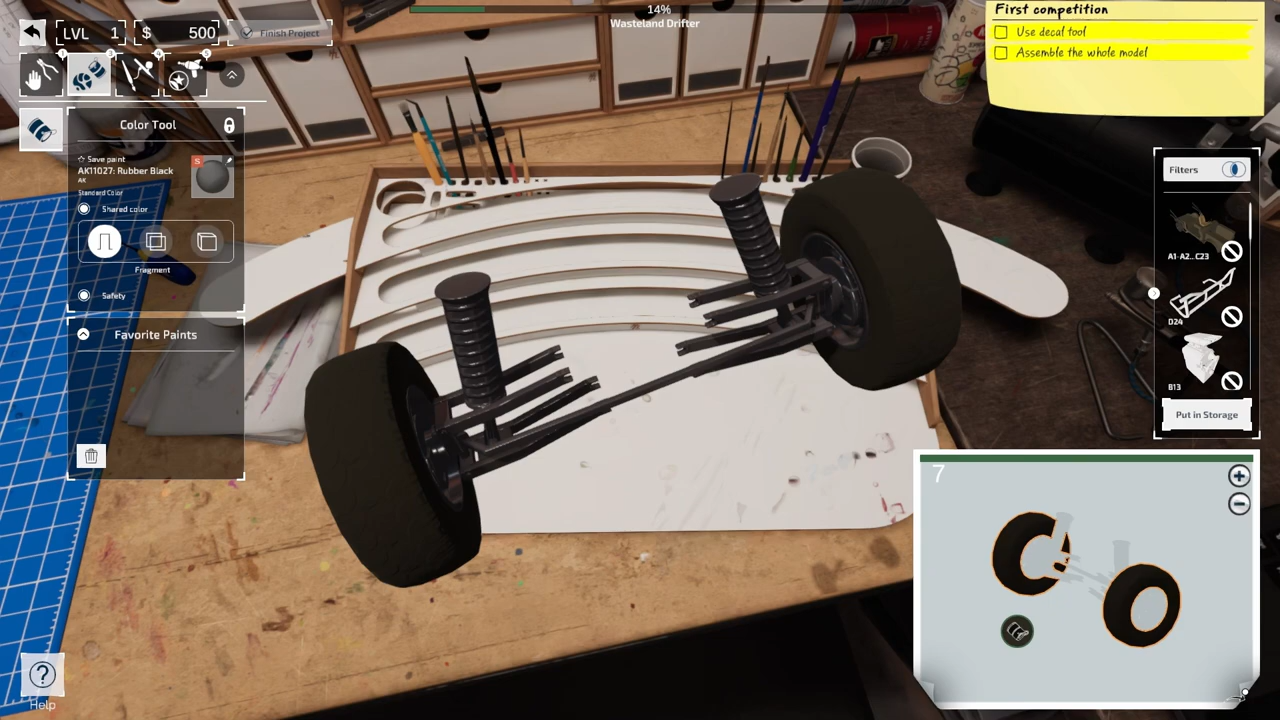 14%
Wasteland Drifter
LVL 1
$ 500
Finish Project
First competition
Use decal tool
Assemble the whole model
Color Tool
Save paint
AK11027: Rubber Black
AK
Standard Color
S
Shared color
Fragment
Safety
Favorite Paints
Filters
A1-A2.. C23
D24
B13
Put in Storage
7
?
Help